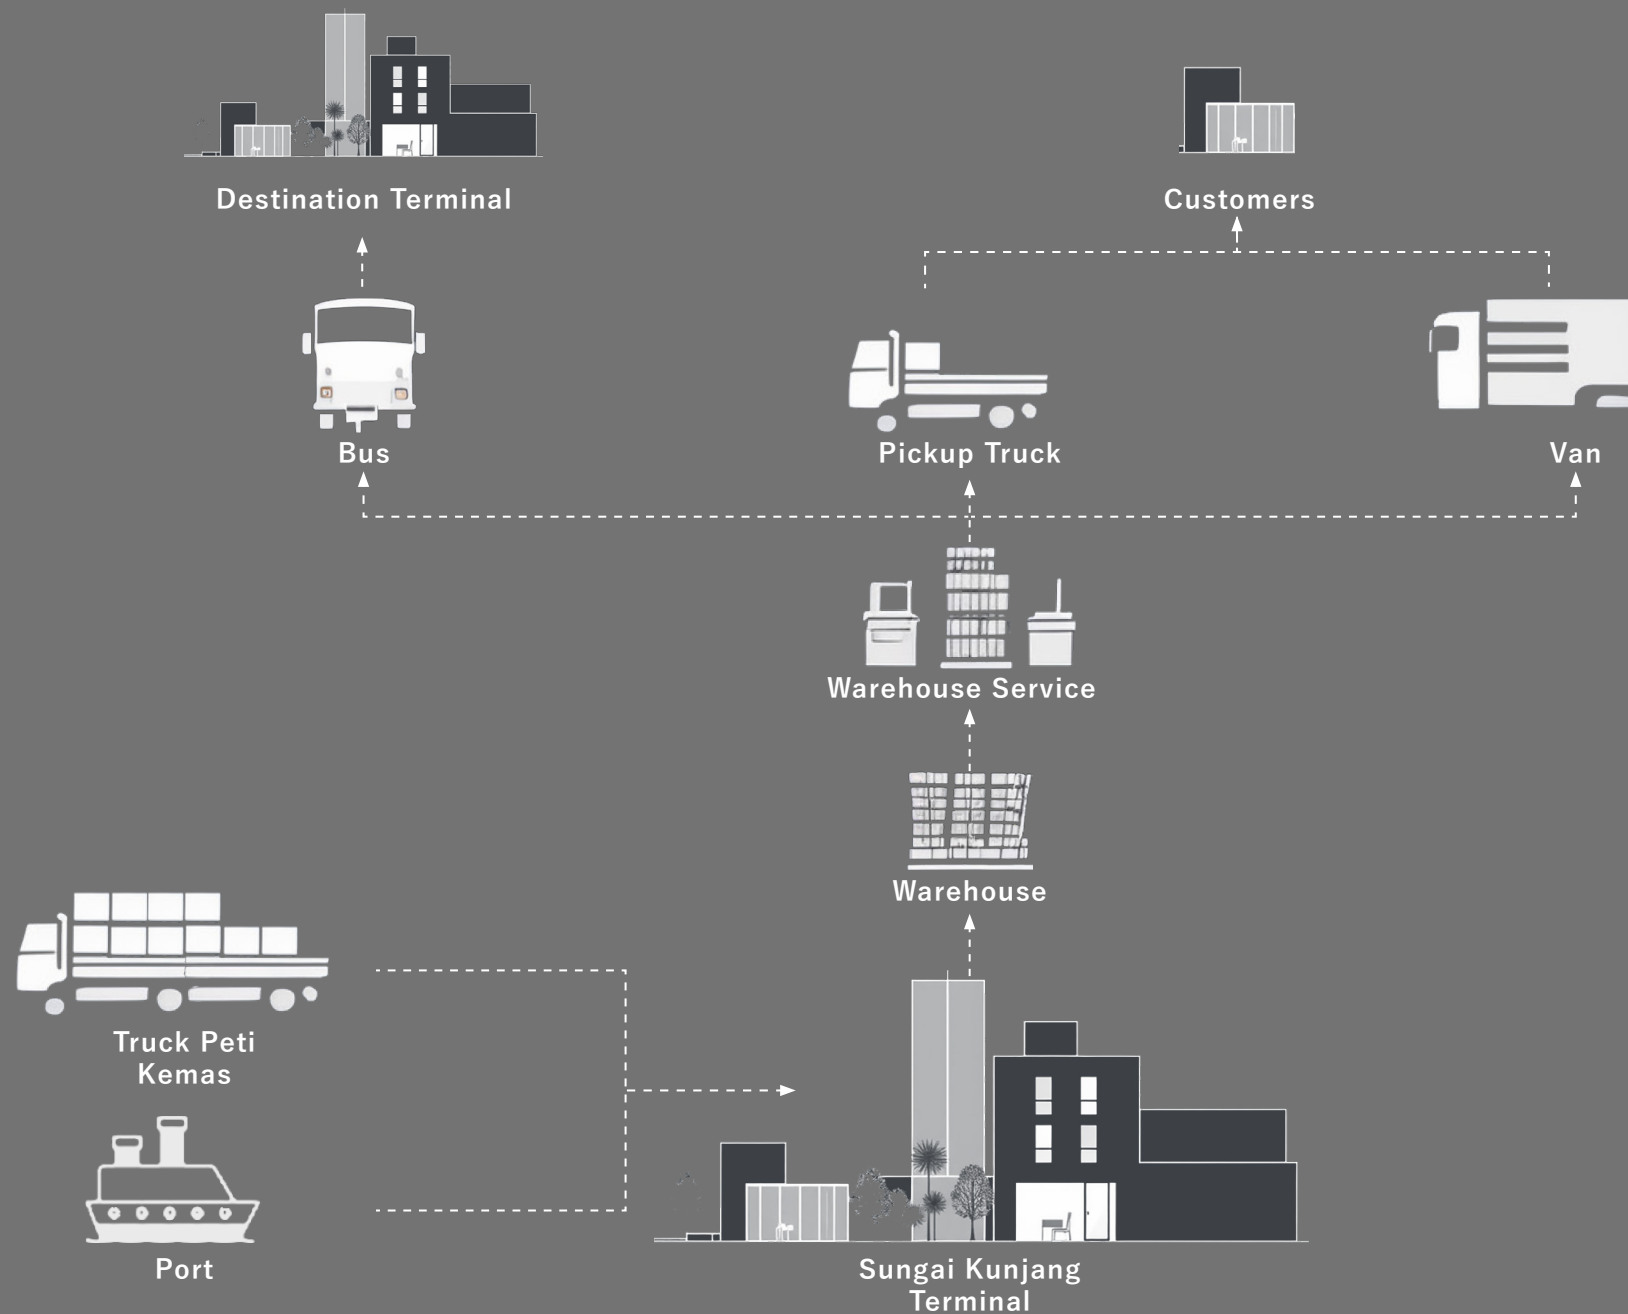 Destination Terminal
Customers
Bus
Pickup Truck
Van
Warehouse Service
Warehouse
Truck Peti
Kemas
Port
Sungai Kunjang
Terminal